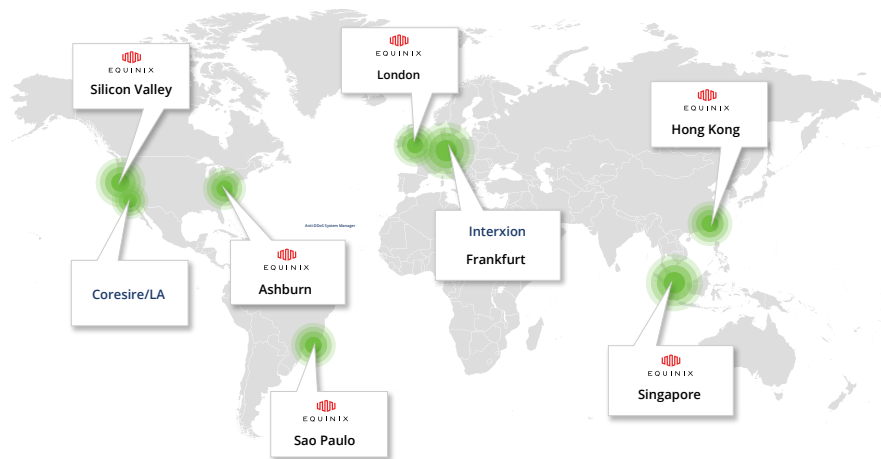 EQUINIX
Silicon Valley
EQUINIX
London
EQUINIX
Hong Kong
Anti-DDoS System Manager
Interxion
Frankfurt
Coresire/LA
EQUINIX
Ashburn
EQUINIX
Singapore
EQUINIX
Sao Paulo